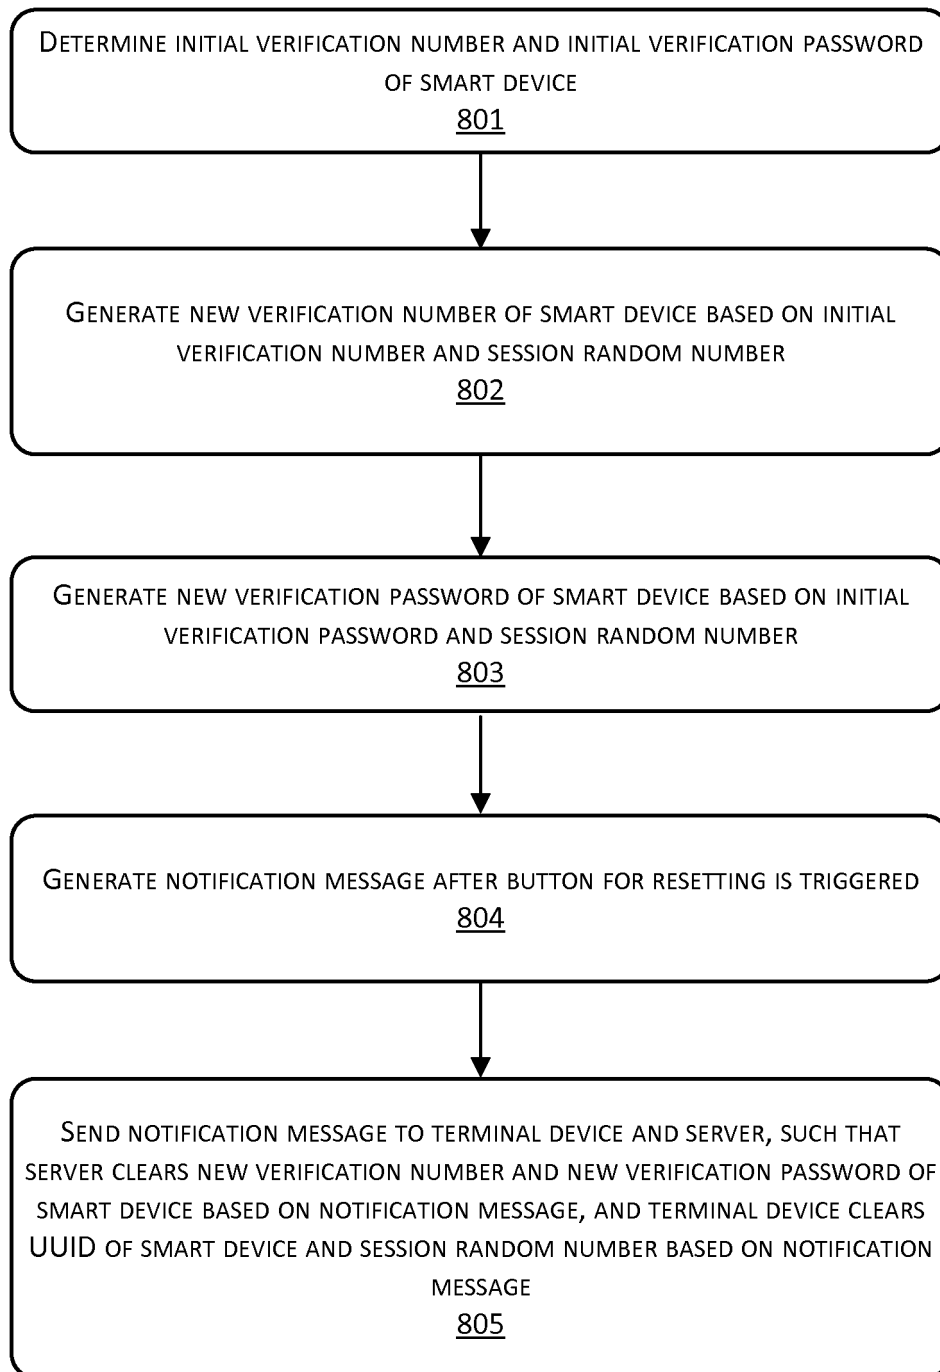 DETERMINE INITIAL VERIFICATION NUMBER AND INITIAL VERIFICATION PASSWORD
OF SMART DEVICE
801
GENERATE NEW VERIFICATION NUMBER OF SMART DEVICE BASED ON INITIAL
VERIFICATION NUMBER AND SESSION RANDOM NUMBER
802
GENERATE NEW VERIFICATION PASSWORD OF SMART DEVICE BASED ON INITIAL
VERIFICATION PASSWORD AND SESSION RANDOM NUMBER
803
GENERATE NOTIFICATION MESSAGE AFTER BUTTON FOR RESETTING IS TRIGGERED
804
SEND NOTIFICATION MESSAGE TO TERMINAL DEVICE AND SERVER, SUCH THAT
SERVER CLEARS NEW VERIFICATION NUMBER AND NEW VERIFICATION PASSWORD OF
SMART DEVICE BASED ON NOTIFICATION MESSAGE, AND TERMINAL DEVICE CLEARS
UUID OF SMART DEVICE AND SESSION RANDOM NUMBER BASED ON NOTIFICATION
MESSAGE
805